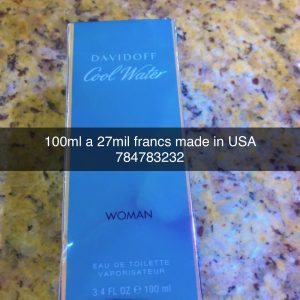 DAVIDOFF
Cool Water
100ml a 27mil francs made in USA
784783232
WOMAN
EAU DE TOILETTE
VAPORISATEUR
3.4 FL OZ e 100 ml